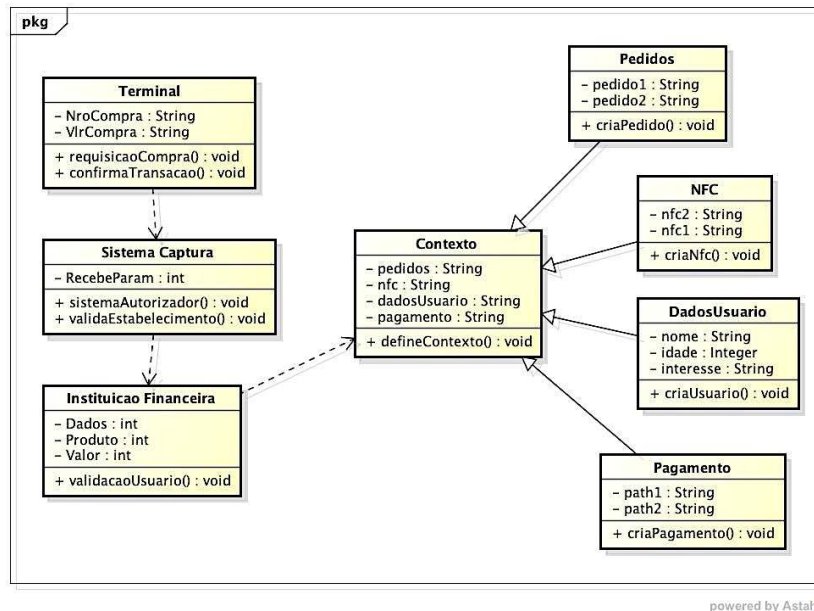 pkg
Terminal
- NroCompra : String
- VlrCompra : String
+ requisicaoCompra() : void
+ confirmaTransacao() : void
Sistema Captura
- RecebeParam : int
+ sistemaAutorizador() : void
+ validaEstabelecimento() : void
Instituicao Financeira
- Dados : int
- Produto : int
- Valor : int
+ validacaoUsuario() : void
Contexto
- pedidos : String
- nfc : String
- dadosUsuario : String
- pagamento : String
+ defineContexto() : void
Pedidos
- pedido1 : String
- pedido2 : String
+ criaPedido() : void
NFC
- nfc2 : String
- nfc1 : String
+ criaNfc() : void
DadosUsuario
- nome : String
- idade : Integer
- interesse : String
+ criaUsuario() : void
Pagamento
- path1 : String
- path2 : String
+ criaPagamento() : void
powered by Astah